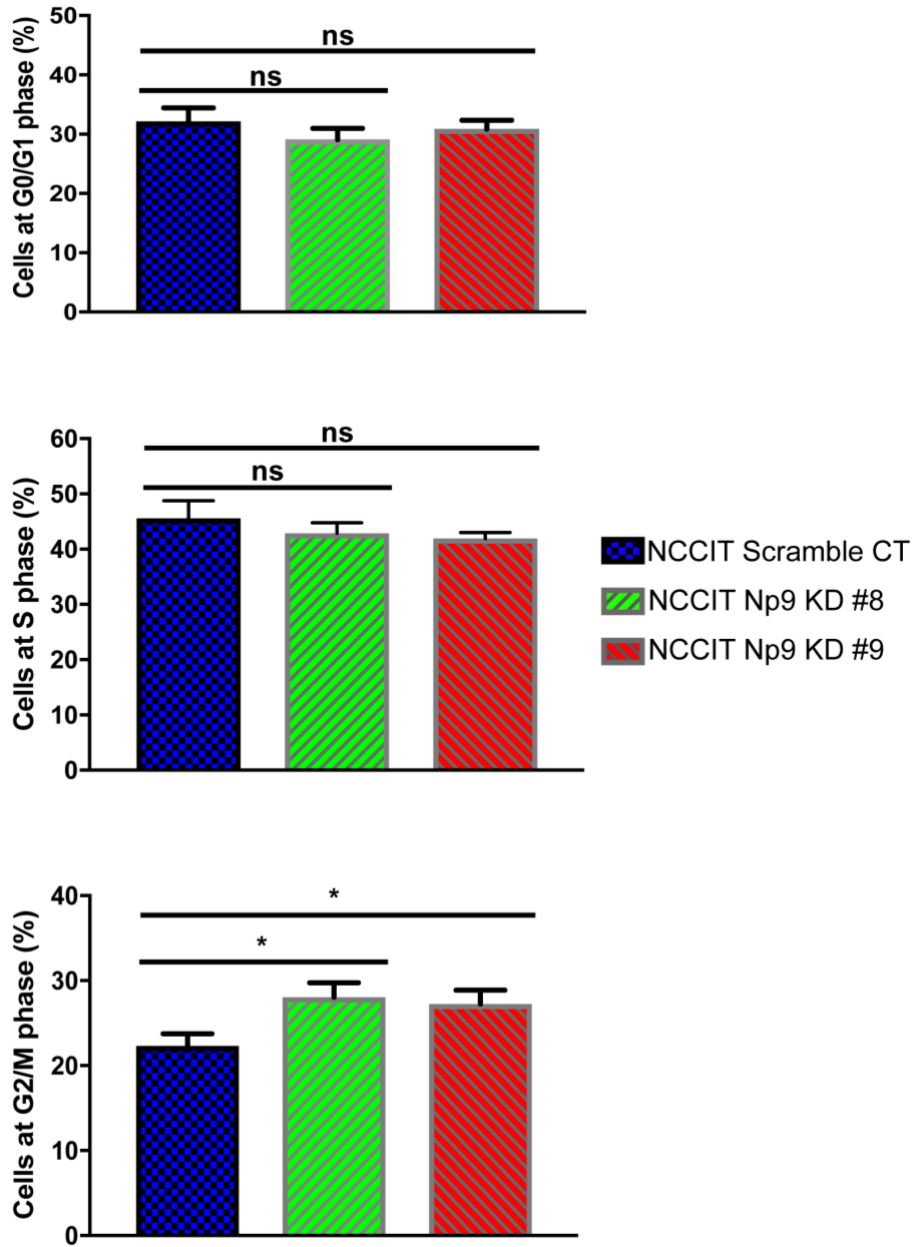 Cells at G0/G1 phase (%)
50
40
30
20
10
0
ns
ns
Cells at S phase (%)
60
50
40
30
20
10
0
ns
ns
NCCIT Scramble CT
NCCIT Np9 KD #8
NCCIT Np9 KD #9
Cells at G2/M phase (%)
40
30
20
10
0
*
*